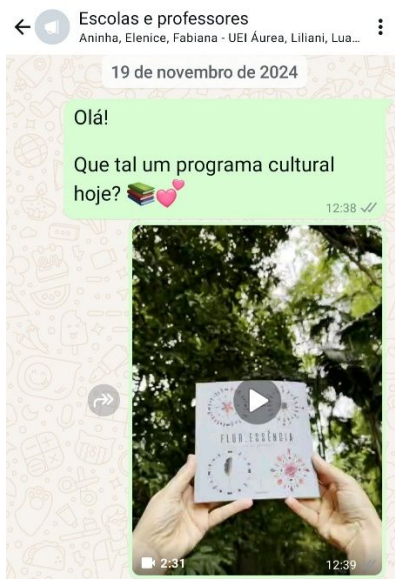 Escolas e professores
Aninha, Elenice, Fabiana - UEI Áurea, Liliani, Lua...
19 de novembro de 2024
Olá!
Que tal um programa cultural
hoje? 📚💕
12:38
FLOR.ESSÊNCIA
2:31
12:39